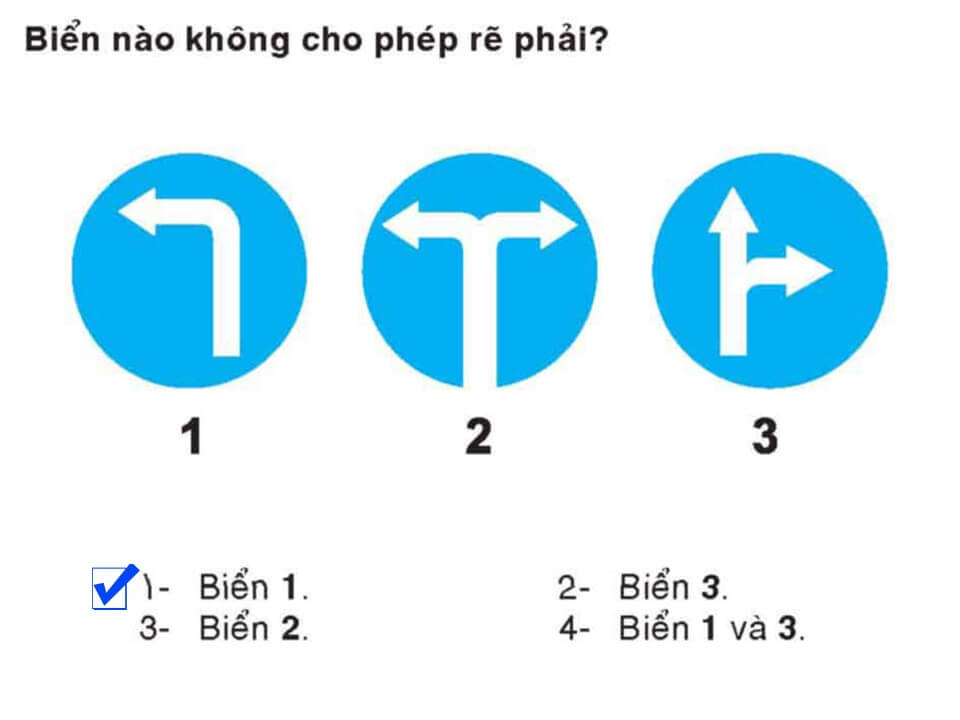 Biển nào không cho phép rẽ phải?
1 2 3
1- Biển 1. 2- Biển 3.
3- Biển 2. 4- Biển 1 và 3.